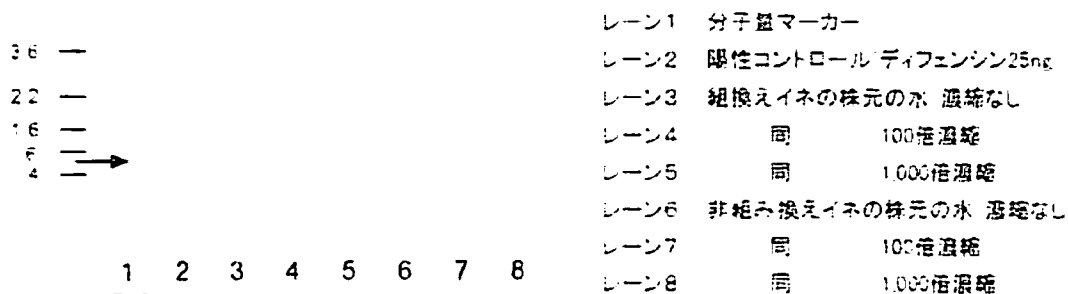 36
22
16
6
4
1 2 3 4 5 6 7 8
レーン1 分子量マーカー
レーン2 陽性コントロール ディフェンシン25ng
レーン3 組換えイネの株元の水 濃縮なし
レーン4 同 100倍濃縮
レーン5 同 1,000倍濃縮
レーン6 非組み換えイネの株元の水 濃縮なし
レーン7 同 100倍濃縮
レーン8 同 1,000倍濃縮